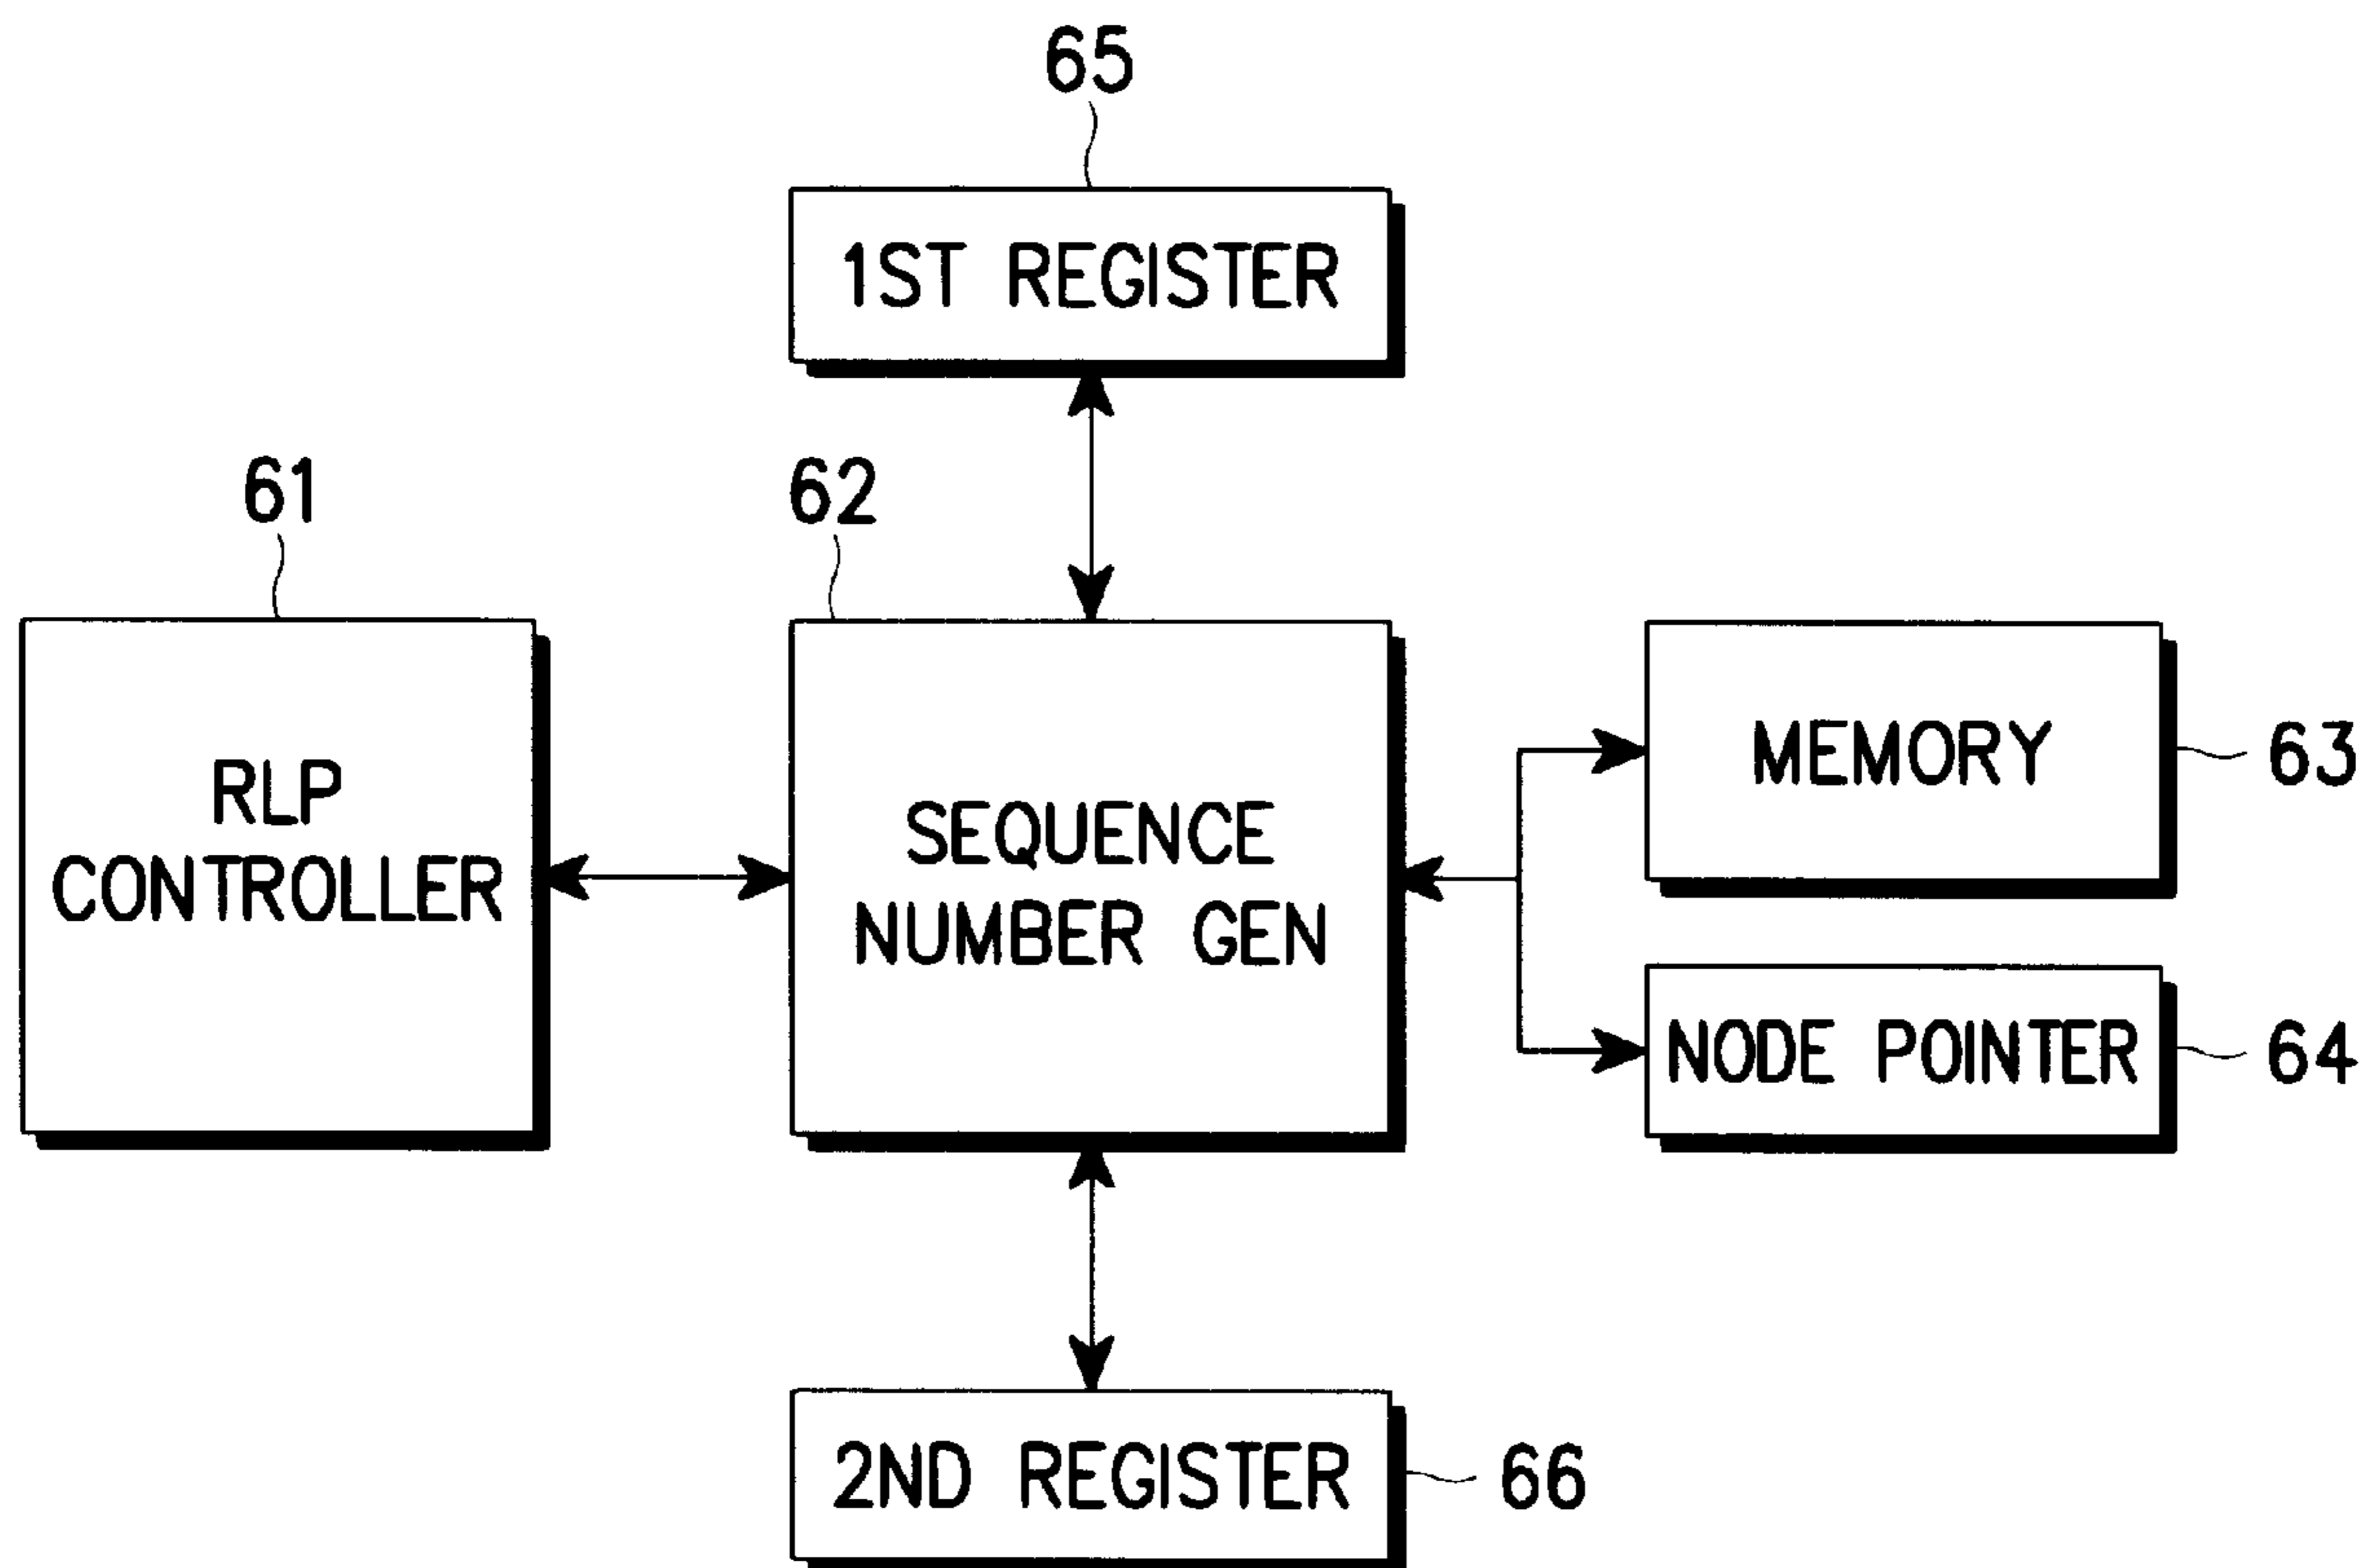 65
1ST REGISTER
61
62
RLP
CONTROLLER
SEQUENCE
NUMBER GEN
MEMORY
63
NODE POINTER
64
2ND REGISTER
66